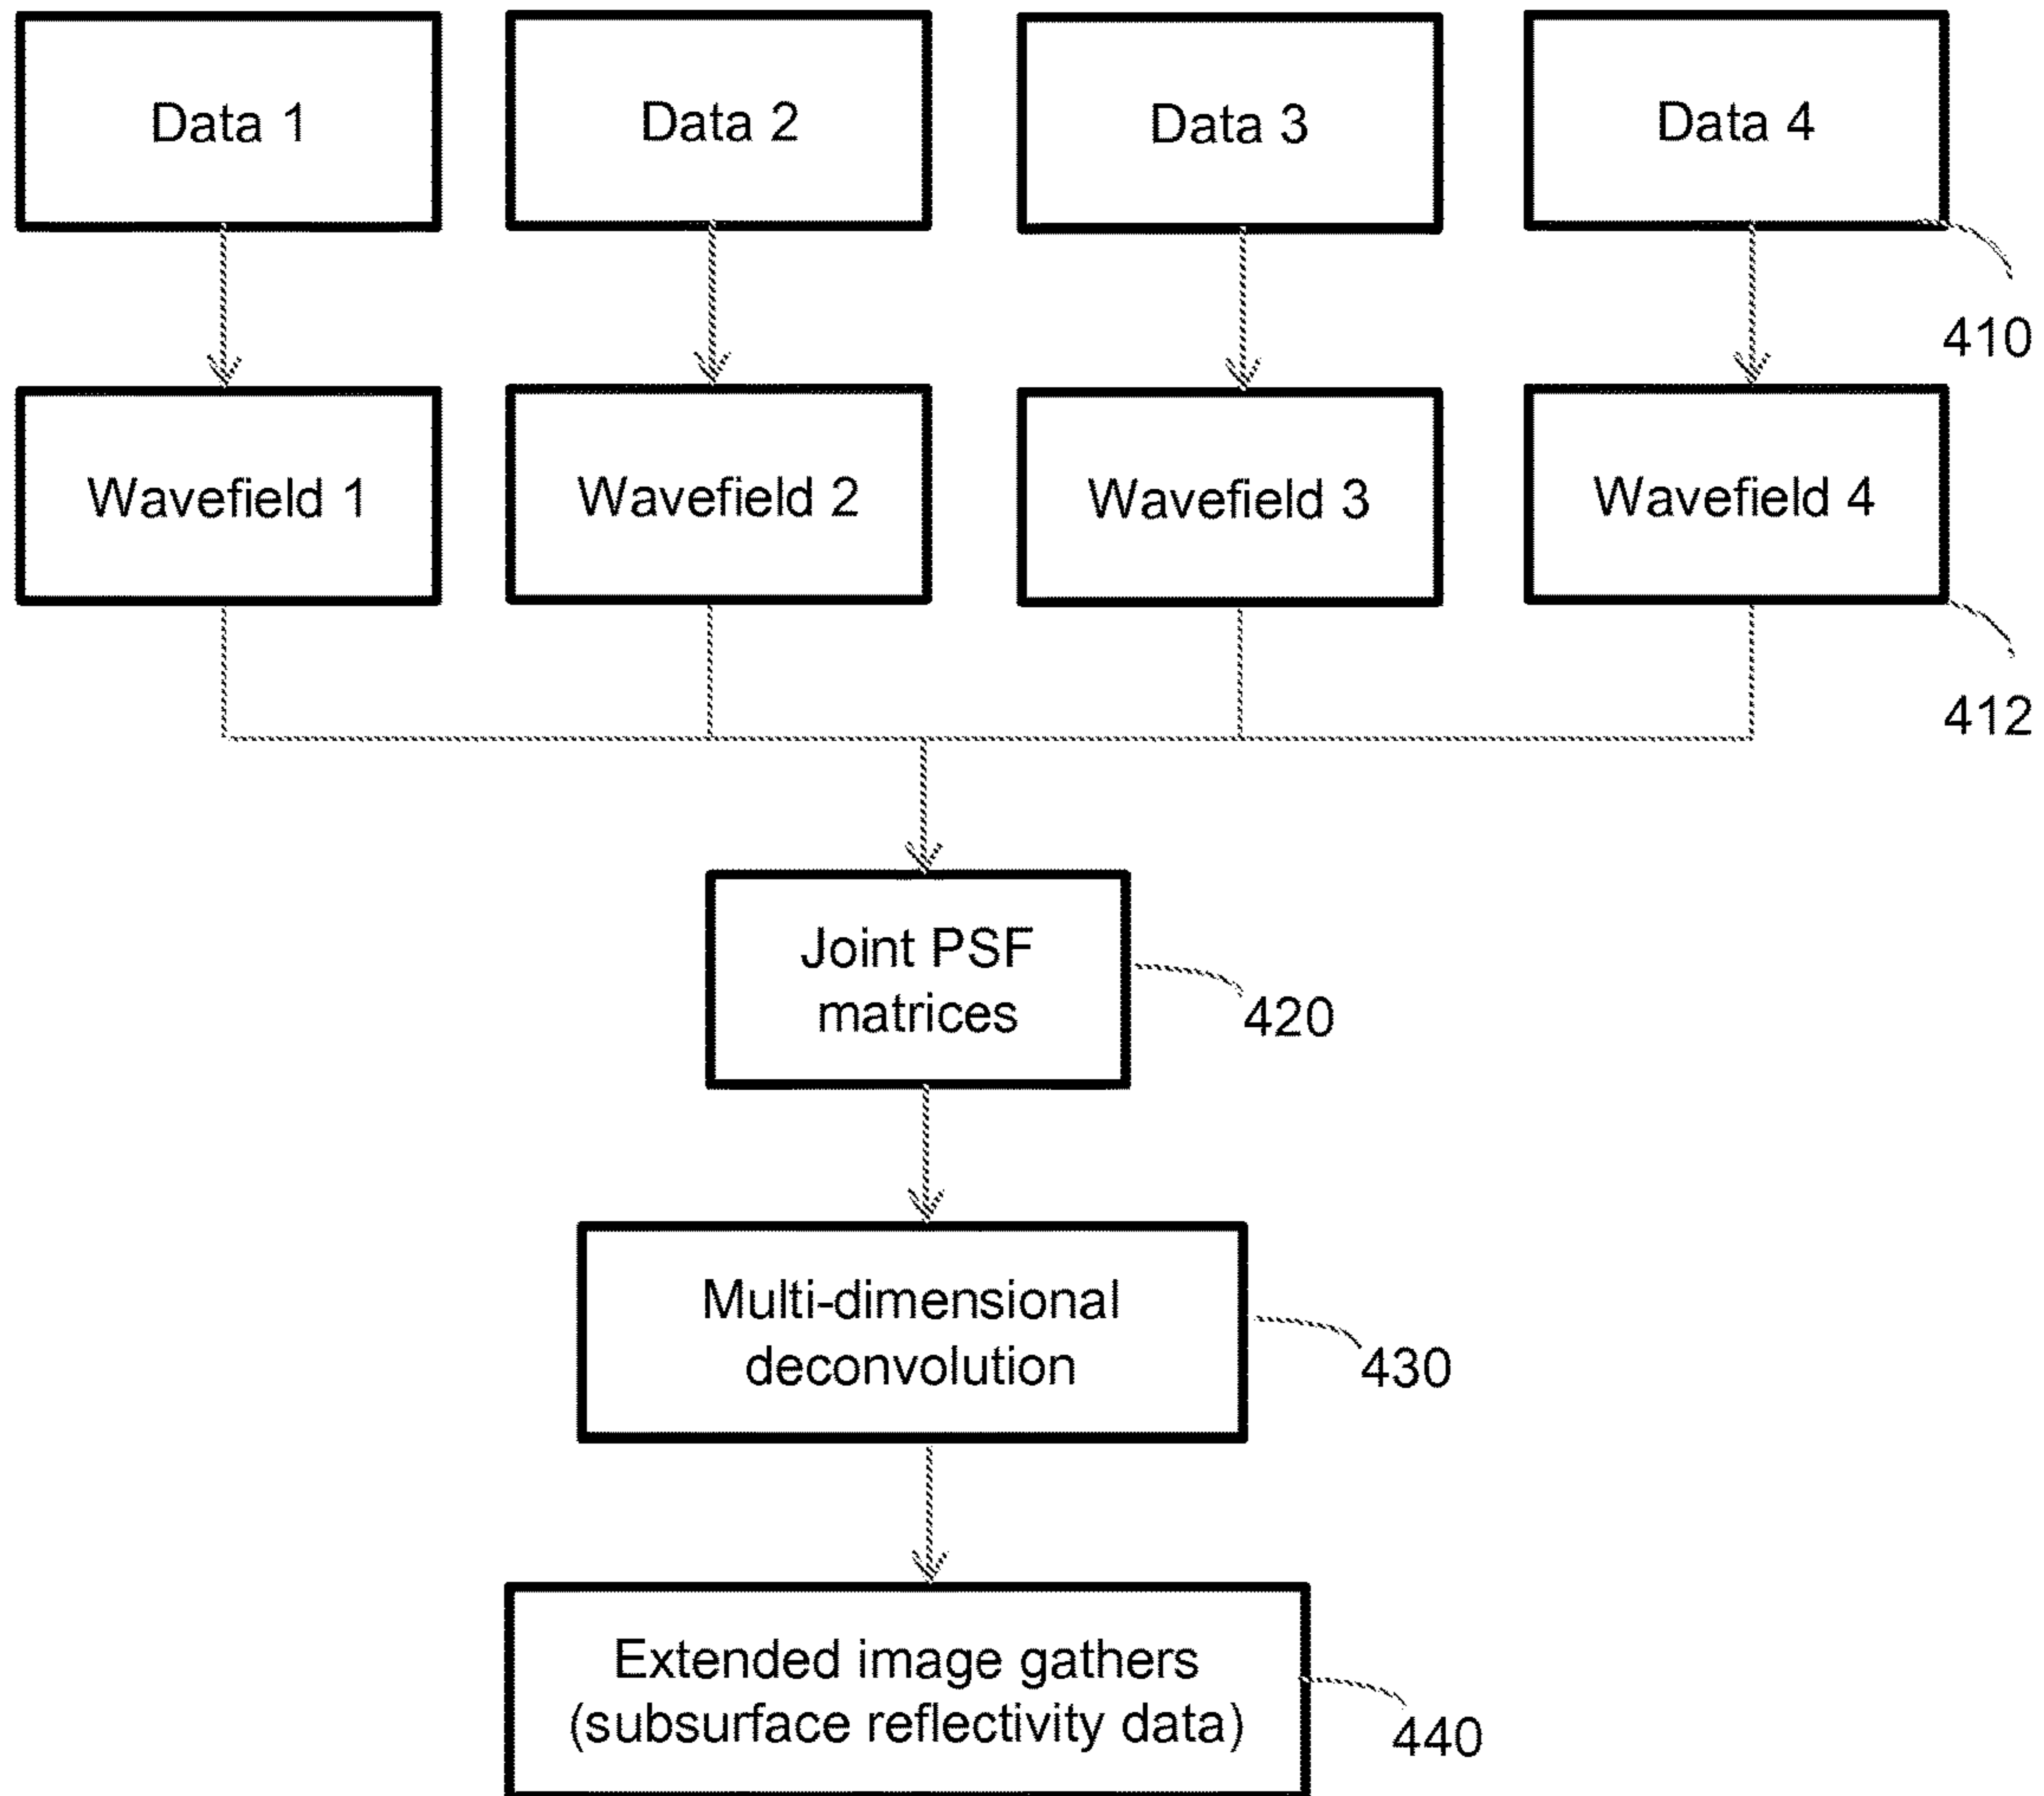 Data 1
Data 2
Data 3
Data 4
410
Wavefield 1
Wavefield 2
Wavefield 3
Wavefield 4
412
Joint PSF
matrices
420
Multi-dimensional
deconvolution
430
Extended image gathers
(subsurface reflectivity data)
440